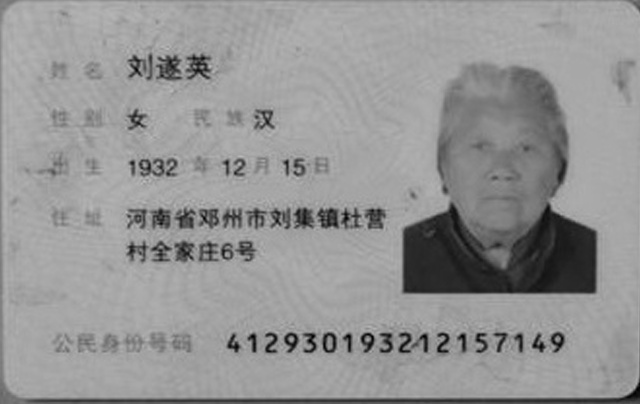 姓名 刘遂英
性别 女 民族 汉
出生 1932 年 12 月 15 日
住址 河南省邓州市刘集镇杜营
村全家庄6号
公民身份号码 412930193212157149